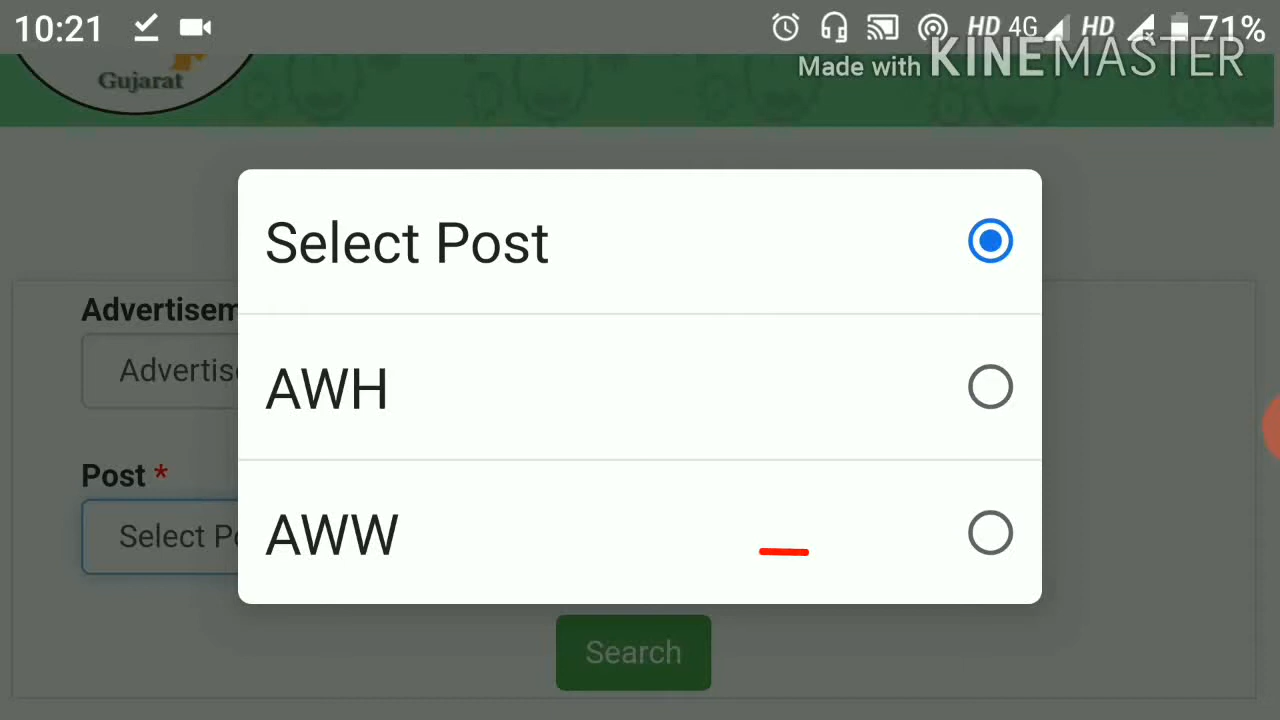 10:21 HD 4G HD 71%
Made with KINEMASTER
Gujarat
Select Post
Advertisem
AWH
Advertis
Post *
Select Po
AWW
Search